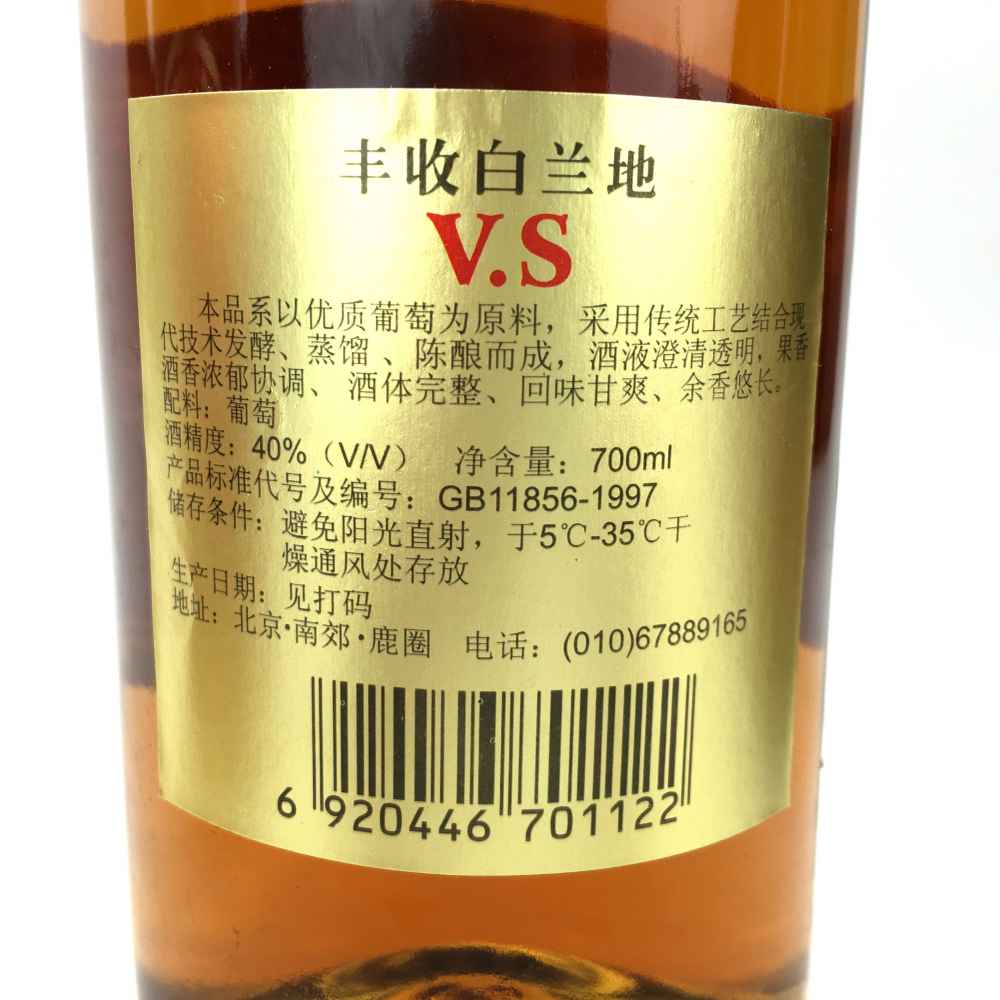 丰收白兰地
V.S
本品系以优质葡萄为原料，采用传统工艺结合现
代技术发酵、蒸馏、陈酿而成，酒液澄清透明，果香
酒香浓郁协调、酒体完整、回味甘爽、余香悠长。
配料：葡萄
酒精度：40%（V/V） 净含量：700ml
产品标准代号及编号：GB11856-1997
储存条件：避免阳光直射，于5℃-35℃干
燥通风处存放
生产日期：见打码
地址：北京·南郊·鹿圈 电话：(010)67889165
6 920446 701122